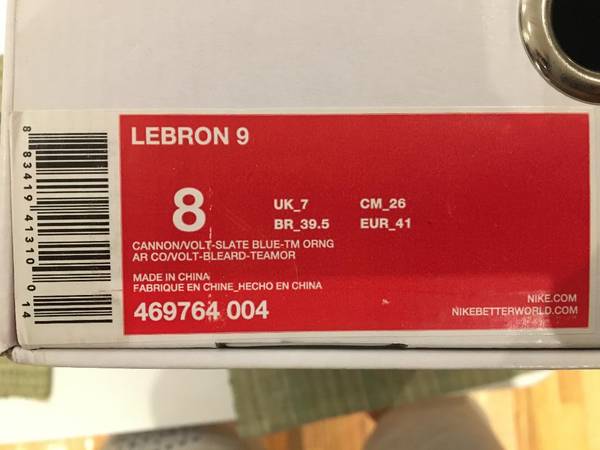 LEBRON 9
8
UK_7 CM_26
BR_39.5 EUR_41
CANNON/VOLT-SLATE BLUE-TM ORNG
AR CO/VOLT-BLEARD-TEAMOR
MADE IN CHINA
FABRIQUE EN CHINE_HECHO EN CHINA
469764 004
NIKE.COM
NIKEBETTERWORLD.COM
8 83419 41310 0 14